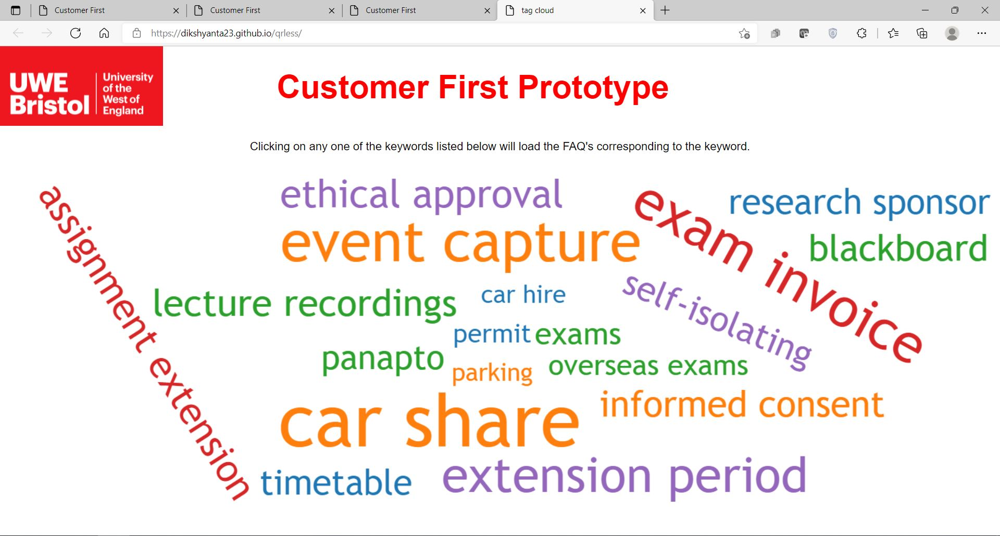 Customer First
Customer First
Customer First
tag cloud
https://dikshyanta23.github.io/qrless/
UWE Bristol
University of the West of England
Customer First Prototype
Clicking on any one of the keywords listed below will load the FAQ's corresponding to the keyword.
assignment extension
ethical approval
exam invoice
research sponsor
event capture
blackboard
lecture recordings
car hire
self-isolating
permit
exams
panapto
parking
overseas exams
car share
informed consent
timetable
extension period